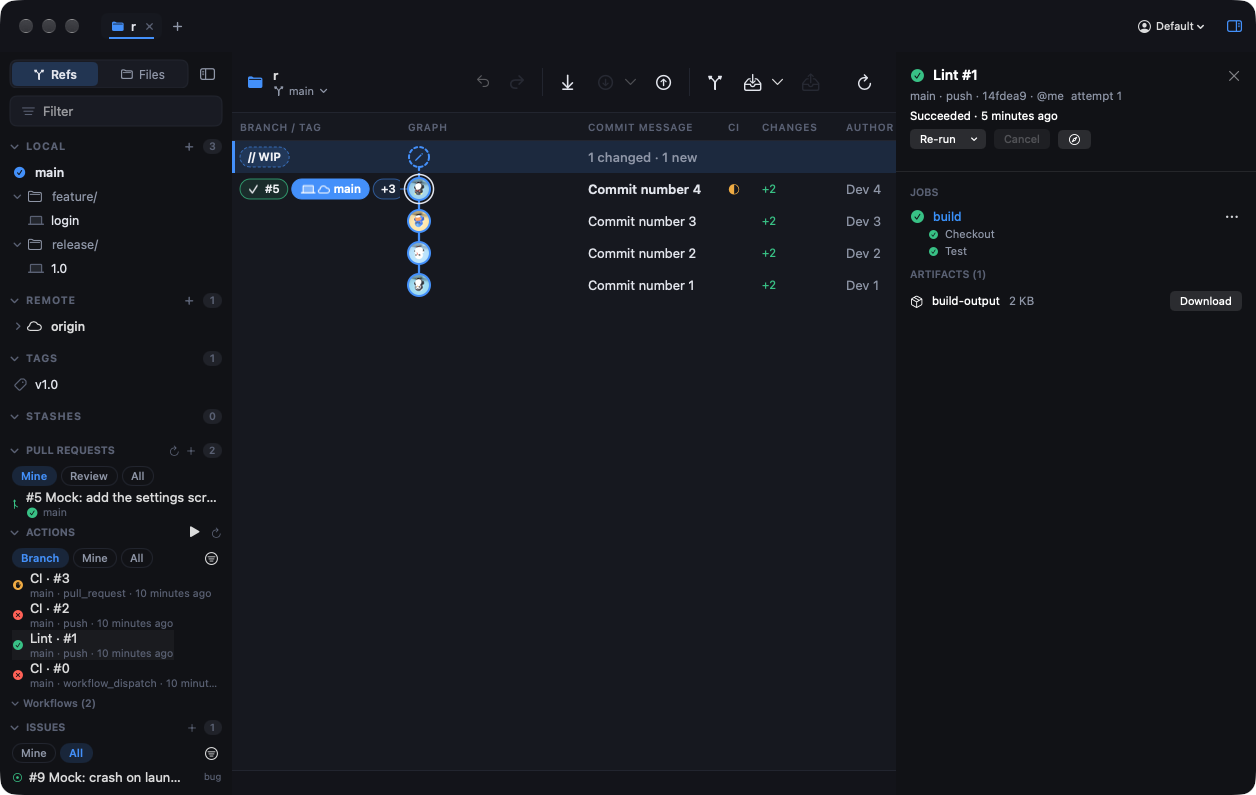 r
Default
Refs
Files
Filter
LOCAL
3
main
feature/
login
release/
1.0
REMOTE
1
origin
TAGS
1
v1.0
STASHES
0
PULL REQUESTS
2
Mine
Review
All
#5 Mock: add the settings scr...
main
ACTIONS
Branch
Mine
All
CI · #3
main · pull_request · 10 minutes ago
CI · #2
main · push · 10 minutes ago
Lint · #1
main · push · 10 minutes ago
CI · #0
main · workflow_dispatch · 10 minut...
Workflows (2)
ISSUES
1
Mine
All
#9 Mock: crash on laun...
bug
r
main
BRANCH / TAG
GRAPH
COMMIT MESSAGE
CI
CHANGES
AUTHOR
// WIP
1 changed · 1 new
#5
main
+3
Commit number 4
+2
Dev 4
Commit number 3
+2
Dev 3
Commit number 2
+2
Dev 2
Commit number 1
+2
Dev 1
Lint #1
main · push · 14fdea9 · @me attempt 1
Succeeded · 5 minutes ago
Re-run
Cancel
JOBS
build
Checkout
Test
ARTIFACTS (1)
build-output 2 KB
Download